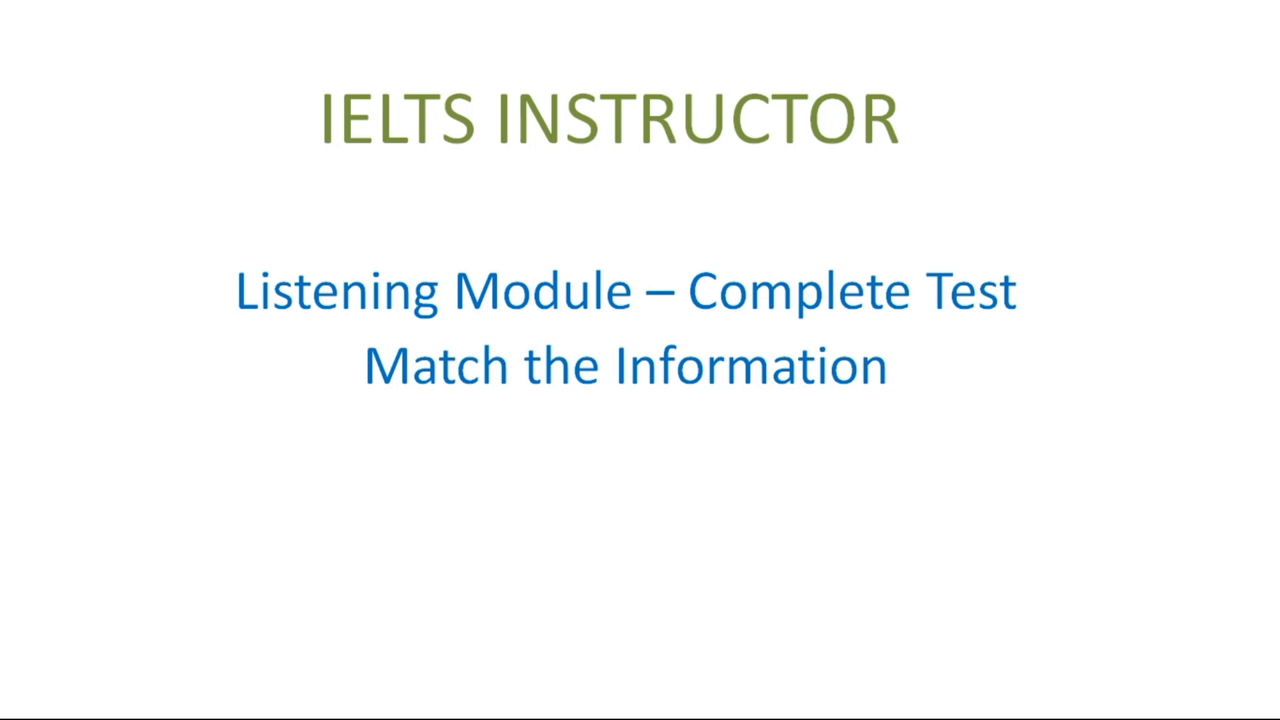 IELTS INSTRUCTOR
Listening Module – Complete Test
Match the Information